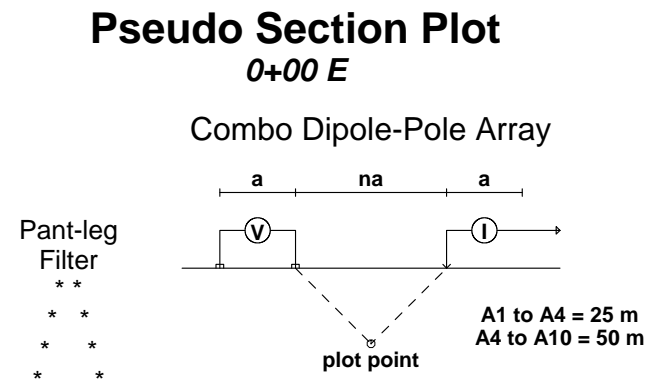 Pseudo Section Plot
0+00 E
Combo Dipole-Pole Array
a na a
Pant-leg
Filter
* *
* *
* *
* *
V I
A1 to A4 = 25 m
A4 to A10 = 50 m
plot point